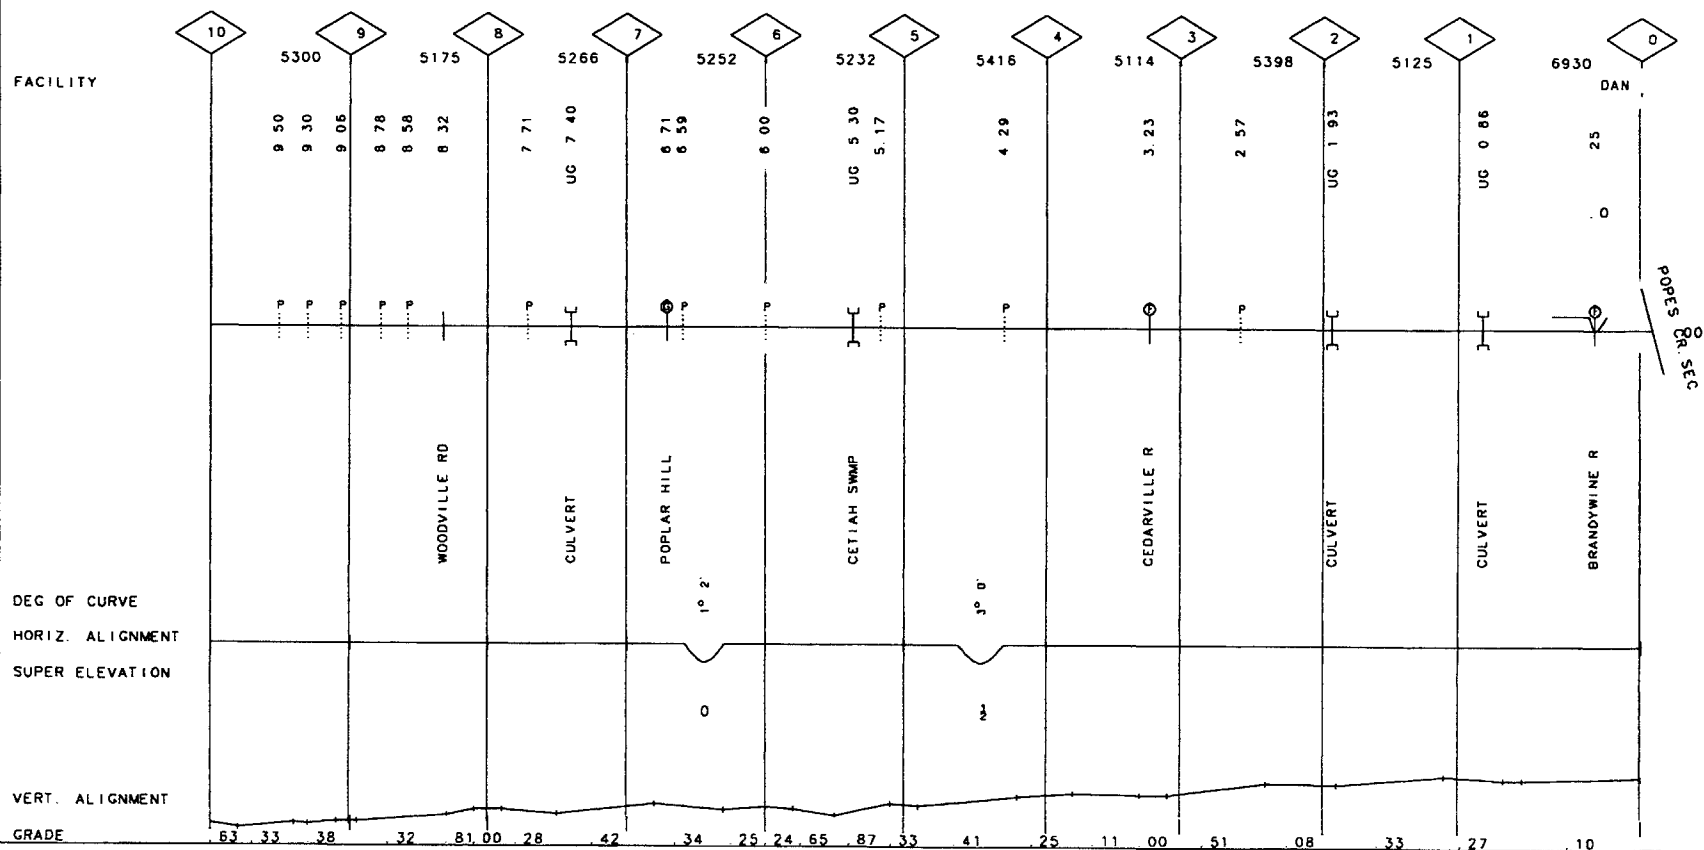 10 9 8 7 6 5 4 3 2 1 0
5300 5175 5266 5252 5232 5416 5114 5398 5125 6930
FACILITY
DAN
9 50
9 30
9 06
8 78
8 58
8 32
7 71
UG 7 40
6 71
6 59
6 00
UG 5 30
5.17
4 29
3.23
2 57
UG 1 93
UG 0 86
. 0 25
P P P P P P P P P P P
POPES CR. SEC
00
WOODVILLE RD
CULVERT
POPLAR HILL
CETIAH SWMP
CEDARVILLE R
CULVERT
CULVERT
BRANDYWINE R
DEG OF CURVE
1° 2'
3° 0'
HORIZ. ALIGNMENT
SUPER ELEVATION
0
1/2
VERT. ALIGNMENT
GRADE
.63 .33 .38 .32 .81 .00 .28 .42 .34 .25 .24 .65 .87 .33 .41 .25 .11 .00 .51 .08 .33 .27 .10